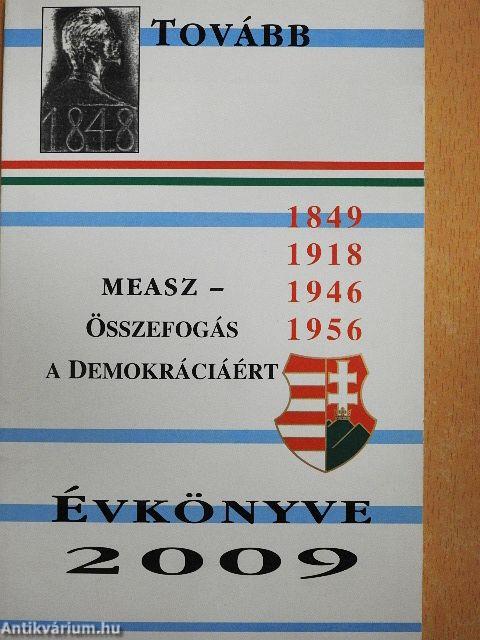 TOVÁBB
1848
1849
1918
1946
1956
MEASZ –
ÖSSZEFOGÁS
A DEMOKRÁCIÁÉRT
ÉVKÖNYVE
2009
Antikvárium.hu